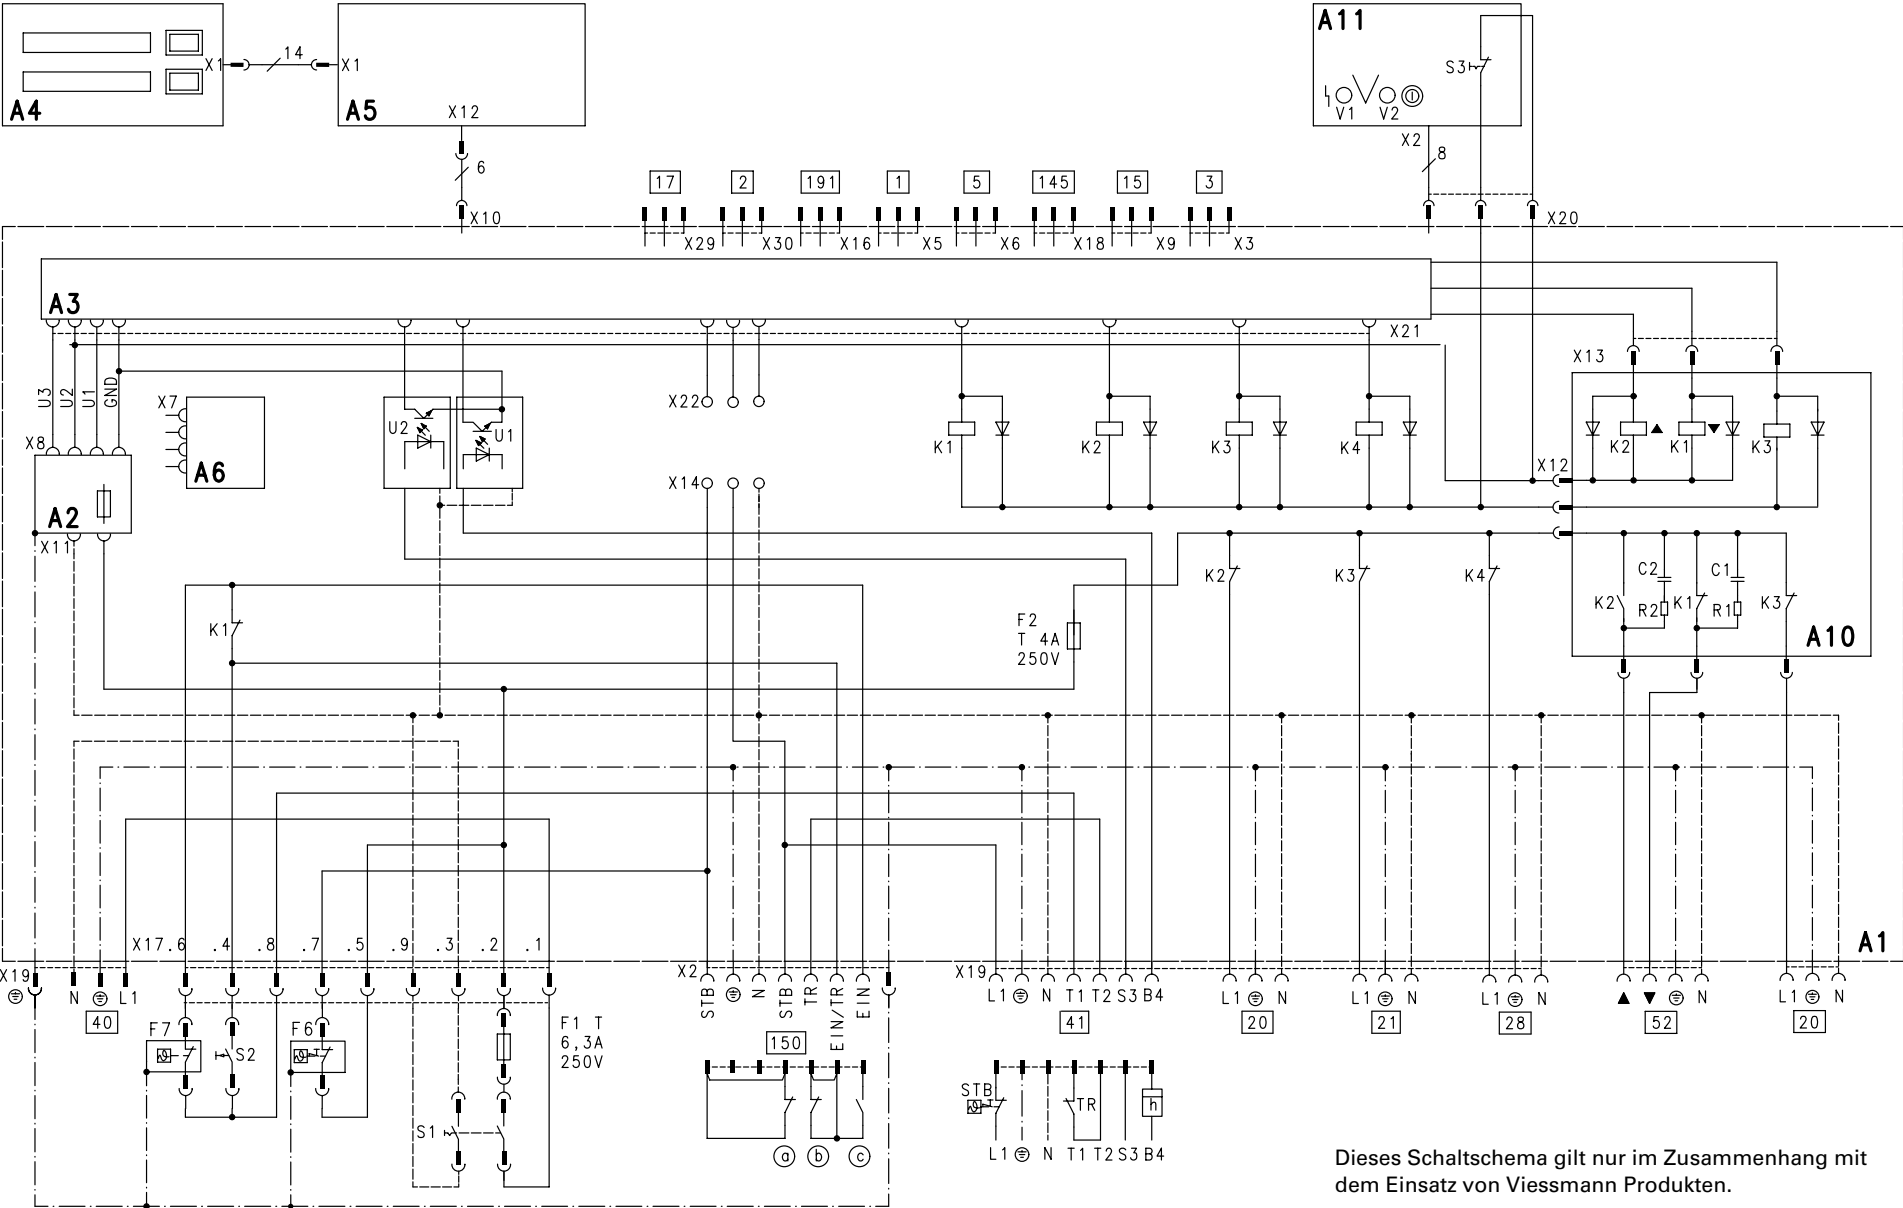 A4
X1
14
X1
A5
X12
6
X10
A11
S3
V1 V2
X2
8
X20
17 2 191 1 5 145 15 3
X29 X30 X16 X5 X6 X18 X9 X3
A3
X21
X13
U3 U2 U1 GND
X7
A6
X8
A2
X11
U2
U1
X22
X14
K1 K2 K3 K4
X12
K2 K1 K3
K1
F2
T 4A
250V
K2 K3 K4
C2 C1
K2 R2 K1 R1 K3
A10
A1
X17.6 .4 .8 .7 .5 .9 .3 .2 .1
X19
N L1
40
F7
S2
F6
F1 T
6,3A
250V
S1
X2
STB N STB TR EIN/TR EIN
150
a b c
X19
L1 N T1 T2 S3 B4
41
STB
TR
h
L1 N T1 T2 S3 B4
L1 N
20
L1 N
21
L1 N
28
N
52
L1 N
20
Dieses Schaltschema gilt nur im Zusammenhang mit
dem Einsatz von Viessmann Produkten.